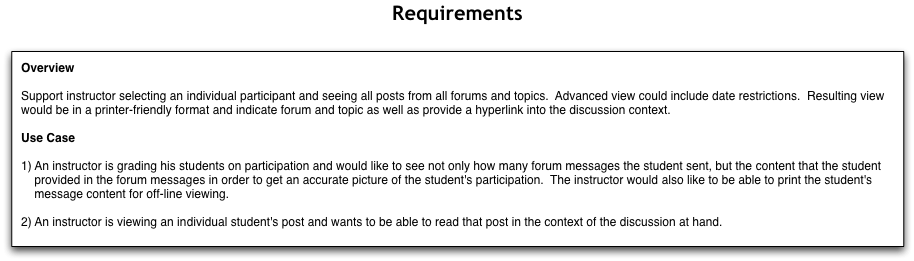 Requirements
Overview
Support instructor selecting an individual participant and seeing all posts from all forums and topics.  Advanced view could include date restrictions.  Resulting view
would be in a printer-friendly format and indicate forum and topic as well as provide a hyperlink into the discussion context.
Use Case
1) An instructor is grading his students on participation and would like to see not only how many forum messages the student sent, but the content that the student
provided in the forum messages in order to get an accurate picture of the student's participation.  The instructor would also like to be able to print the student's
message content for off-line viewing.
2) An instructor is viewing an individual student's post and wants to be able to read that post in the context of the discussion at hand.